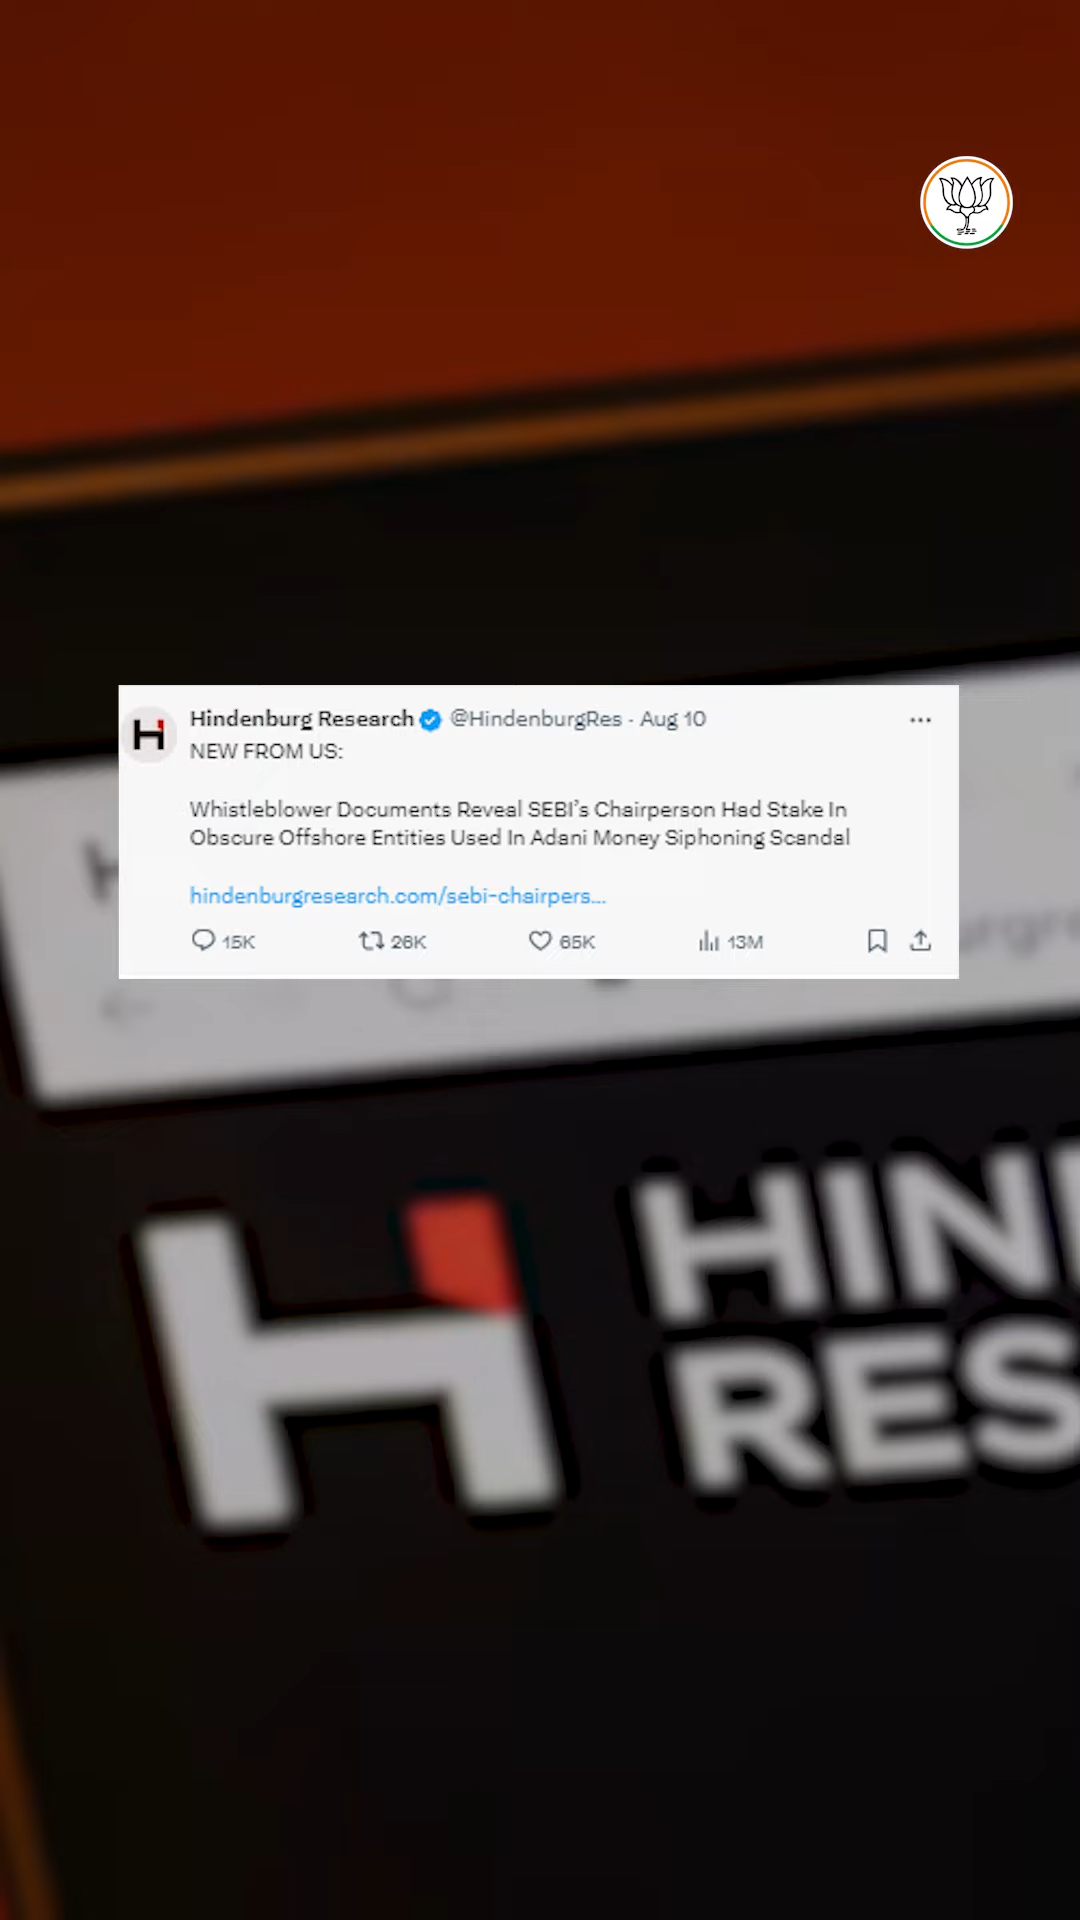 Hindenburg Research @HindenburgRes · Aug 10
NEW FROM US:
Whistleblower Documents Reveal SEBI's Chairperson Had Stake In
Obscure Offshore Entities Used In Adani Money Siphoning Scandal
hindenburgresearch.com/sebi-chairpers...
15K 26K 65K 13M
HIN
RES